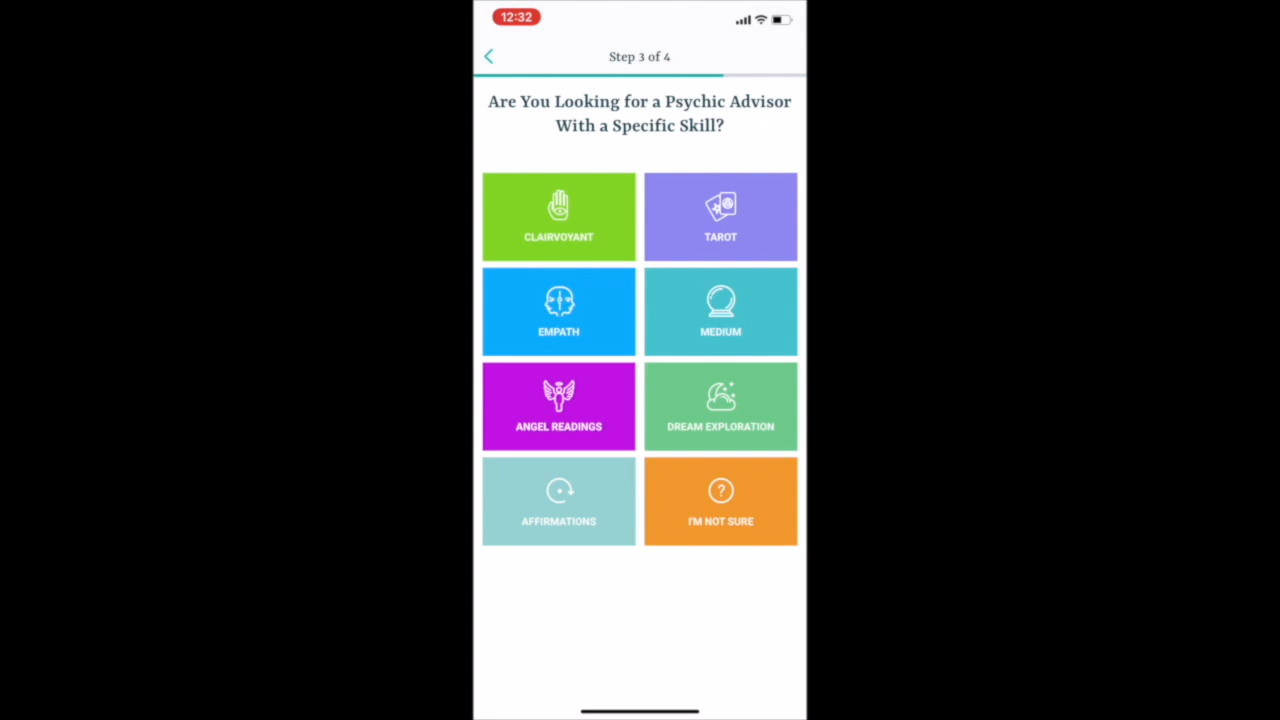 12:32
Step 3 of 4
Are You Looking for a Psychic Advisor
With a Specific Skill?
CLAIRVOYANT
TAROT
EMPATH
MEDIUM
ANGEL READINGS
DREAM EXPLORATION
AFFIRMATIONS
?
I'M NOT SURE